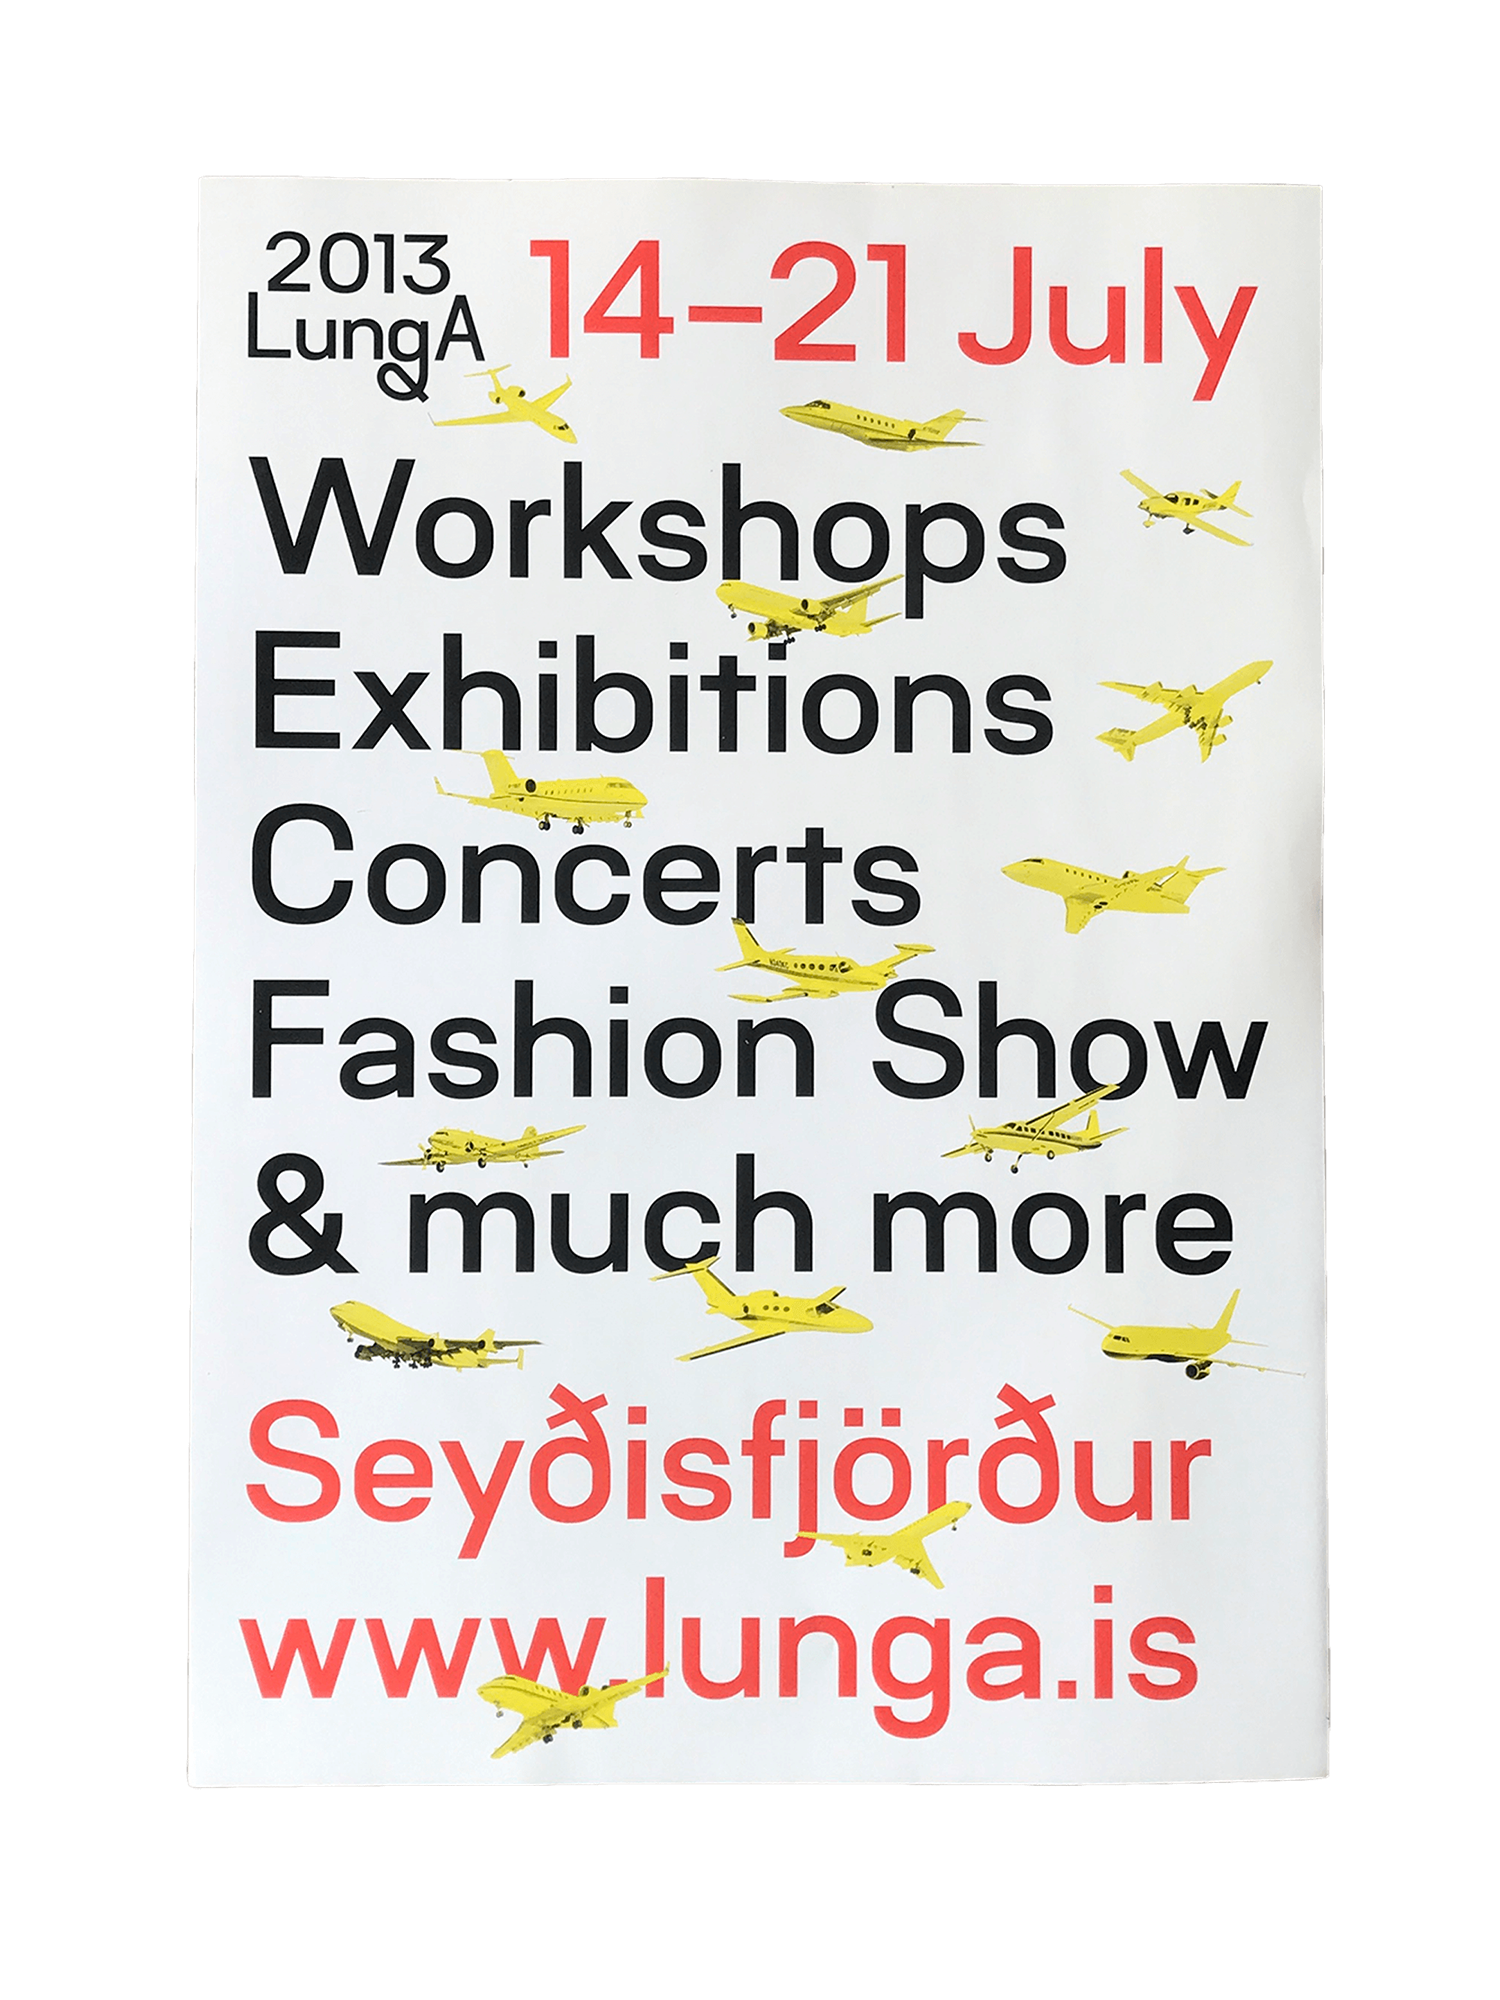 2013
LungA
14–21 July
Workshops
Exhibitions
Concerts
Fashion Show
& much more
Seyðisfjörður
www.lunga.is